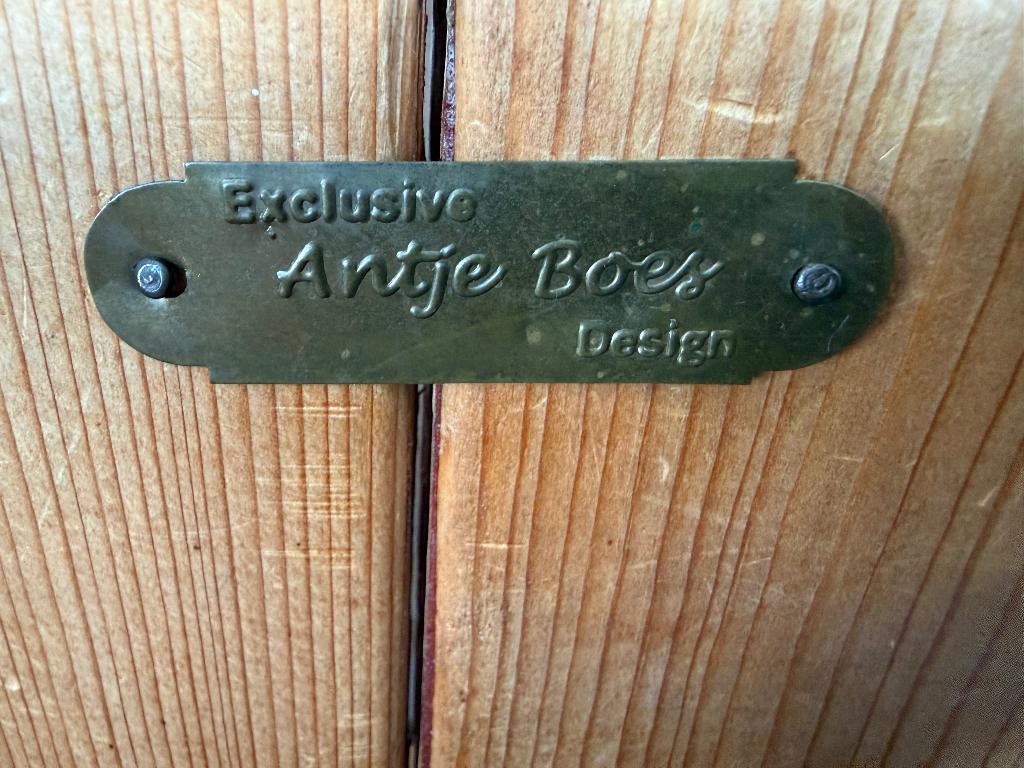 Exclusive
Antje Boes
Design